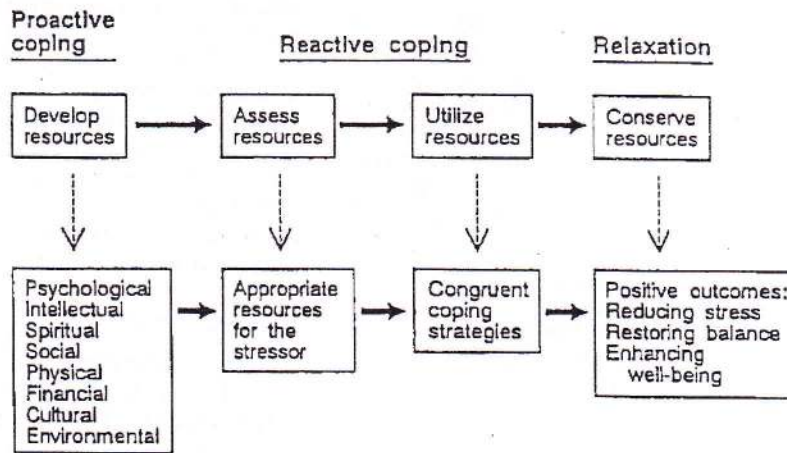 Proactive
coping
Reactive coping
Relaxation
Develop
resources
Assess
resources
Utilize
resources
Conserve
resources
Psychological
Intellectual
Spiritual
Social
Physical
Financial
Cultural
Environmental
Appropriate
resources
for the
stressor
Congruent
coping
strategies
Positive outcomes:
Reducing stress
Restoring balance
Enhancing
well-being